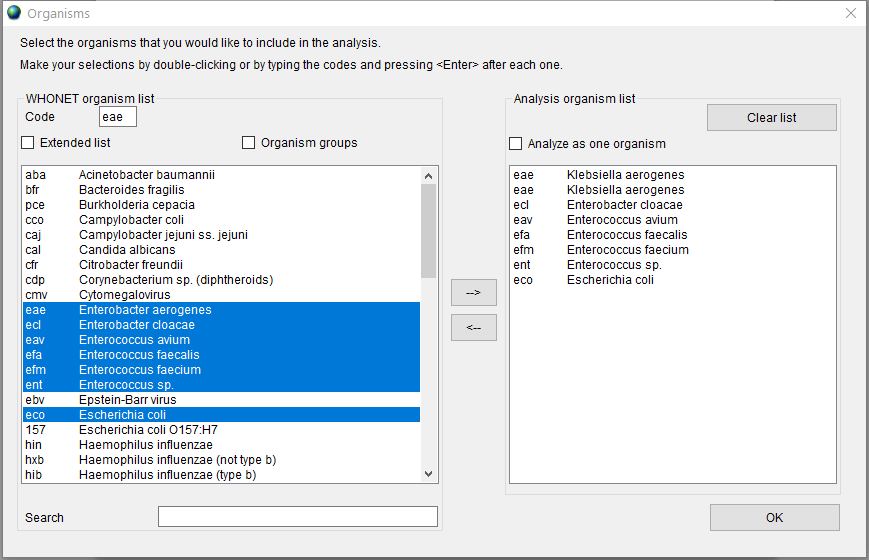 Organisms
Select the organisms that you would like to include in the analysis.
Make your selections by double-clicking or by typing the codes and pressing <Enter> after each one.
WHONET organism list
Code eae
Extended list Organism groups
aba Acinetobacter baumannii
bfr Bacteroides fragilis
pce Burkholderia cepacia
cco Campylobacter coli
caj Campylobacter jejuni ss. jejuni
cal Candida albicans
cfr Citrobacter freundii
cdp Corynebacterium sp. (diphtheroids)
cmv Cytomegalovirus
eae Enterobacter aerogenes
ecl Enterobacter cloacae
eav Enterococcus avium
efa Enterococcus faecalis
efm Enterococcus faecium
ent Enterococcus sp.
ebv Epstein-Barr virus
eco Escherichia coli
157 Escherichia coli O157:H7
hin Haemophilus influenzae
hxb Haemophilus influenzae (not type b)
hib Haemophilus influenzae (type b)
Search
-->
<--
Analysis organism list
Clear list
Analyze as one organism
eae Klebsiella aerogenes
eae Klebsiella aerogenes
ecl Enterobacter cloacae
eav Enterococcus avium
efa Enterococcus faecalis
efm Enterococcus faecium
ent Enterococcus sp.
eco Escherichia coli
OK